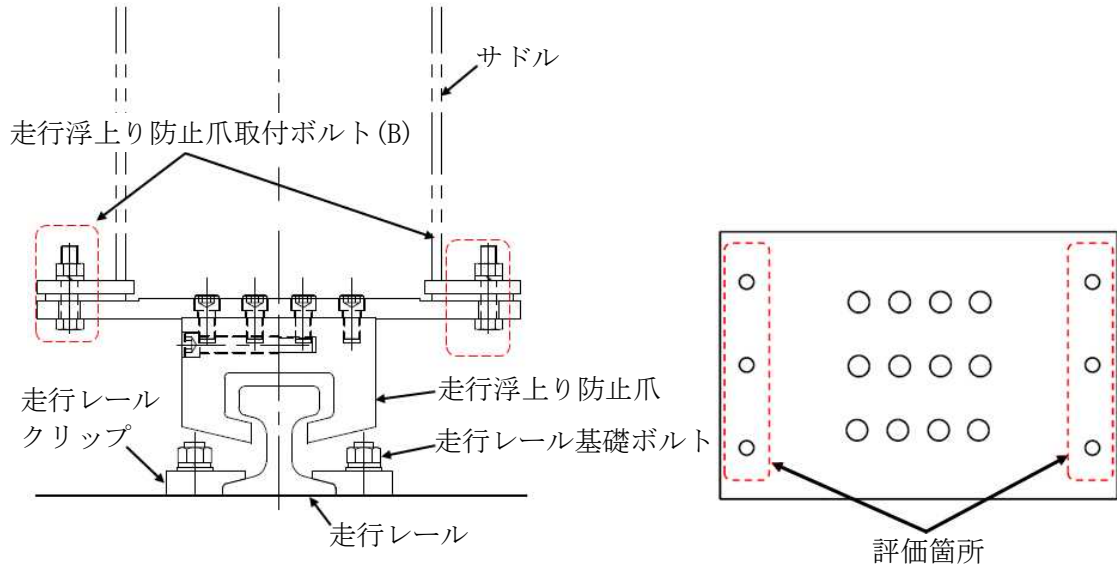 サドル
走行浮上り防止爪取付ボルト(B)
走行浮上り防止爪
走行レール
クリップ
走行レール基礎ボルト
走行レール
評価箇所